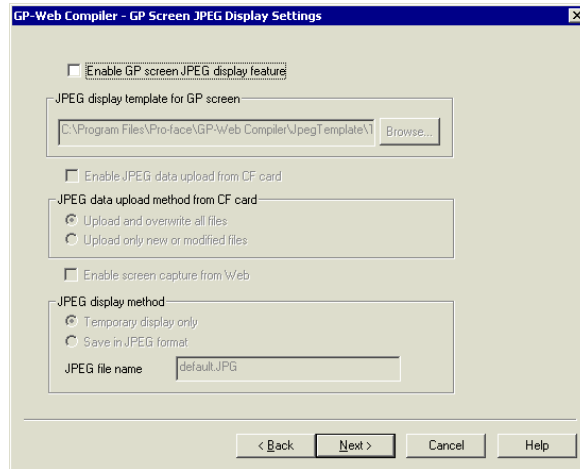 GP-Web Compiler - GP Screen JPEG Display Settings
Enable GP screen JPEG display feature
JPEG display template for GP screen
C:\Program Files\Pro-face\GP-Web Compiler\JpegTemplate\
Browse...
Enable JPEG data upload from CF card
JPEG data upload method from CF card
Upload and overwrite all files
Upload only new or modified files
Enable screen capture from Web
JPEG display method
Temporary display only
Save in JPEG format
JPEG file name
default.JPG
< Back
Next >
Cancel
Help